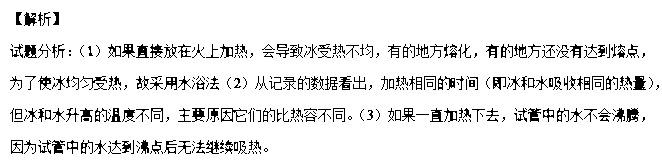 【解析】
试题分析：（1）如果直接放在火上加热，会导致冰受热不均，有的地方熔化，有的地方还没有达到熔点，
为了使冰均匀受热，故采用水浴法（2）从记录的数据看出，加热相同的时间（即冰和水吸收相同的热量），
但冰和水升高的温度不同，主要原因它们的比热容不同。（3）如果一直加热下去，试管中的水不会沸腾，
因为试管中的水达到沸点后无法继续吸热。